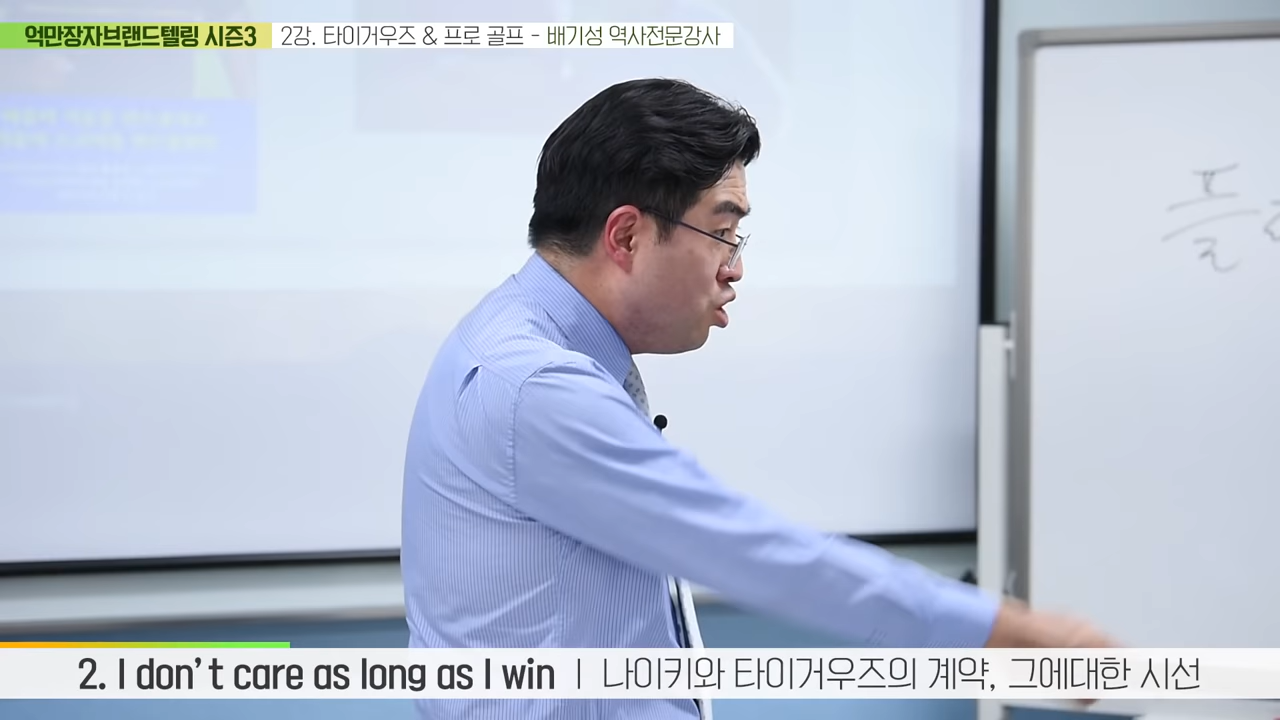 억만장자브랜드텔링 시즌3 2강. 타이거우즈 & 프로 골프 - 배기성 역사전문강사
플
2. I don't care as long as I win | 나이키와 타이거우즈의 계약, 그에대한 시선